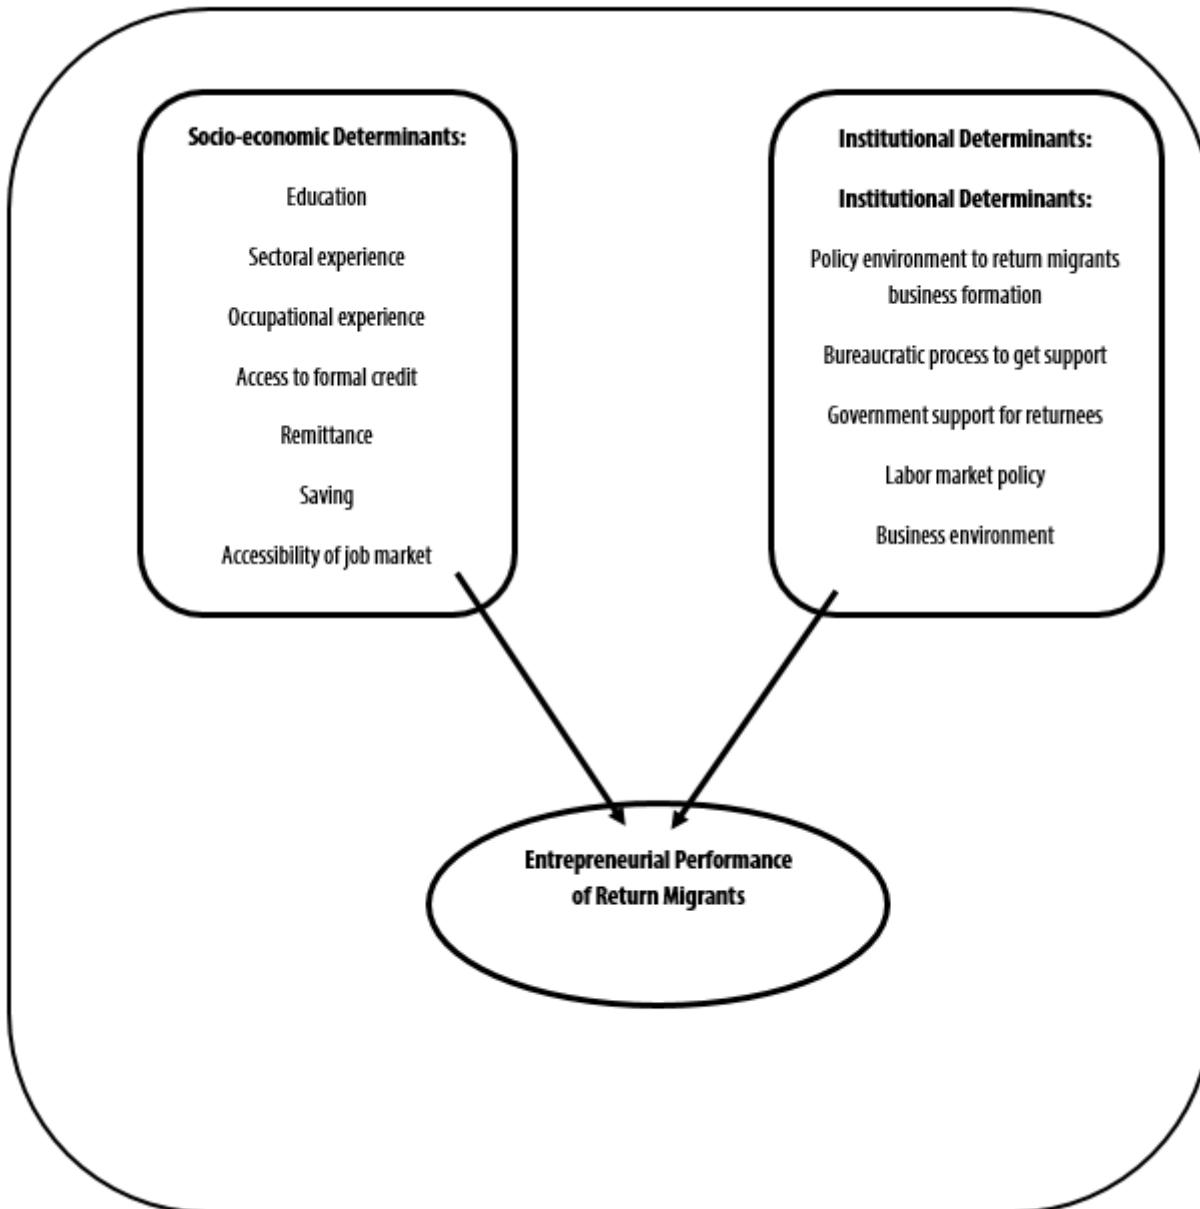 Socio-economic Determinants:
Education
Sectoral experience
Occupational experience
Access to formal credit
Remittance
Saving
Accessibility of job market
Institutional Determinants:
Institutional Determinants:
Policy environment to return migrants
business formation
Bureaucratic process to get support
Government support for returnees
Labor market policy
Business environment
Entrepreneurial Performance
of Return Migrants